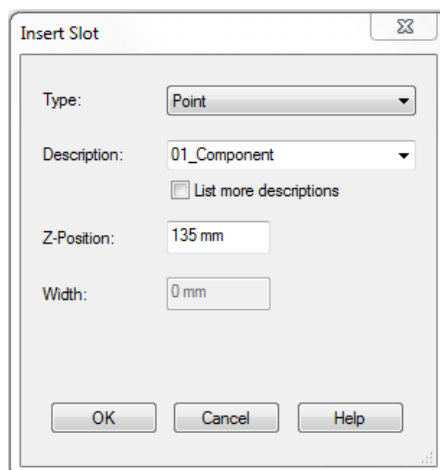 Insert Slot
Type: Point
Description: 01_Component
List more descriptions
Z-Position: 135 mm
Width: 0 mm
OK Cancel Help